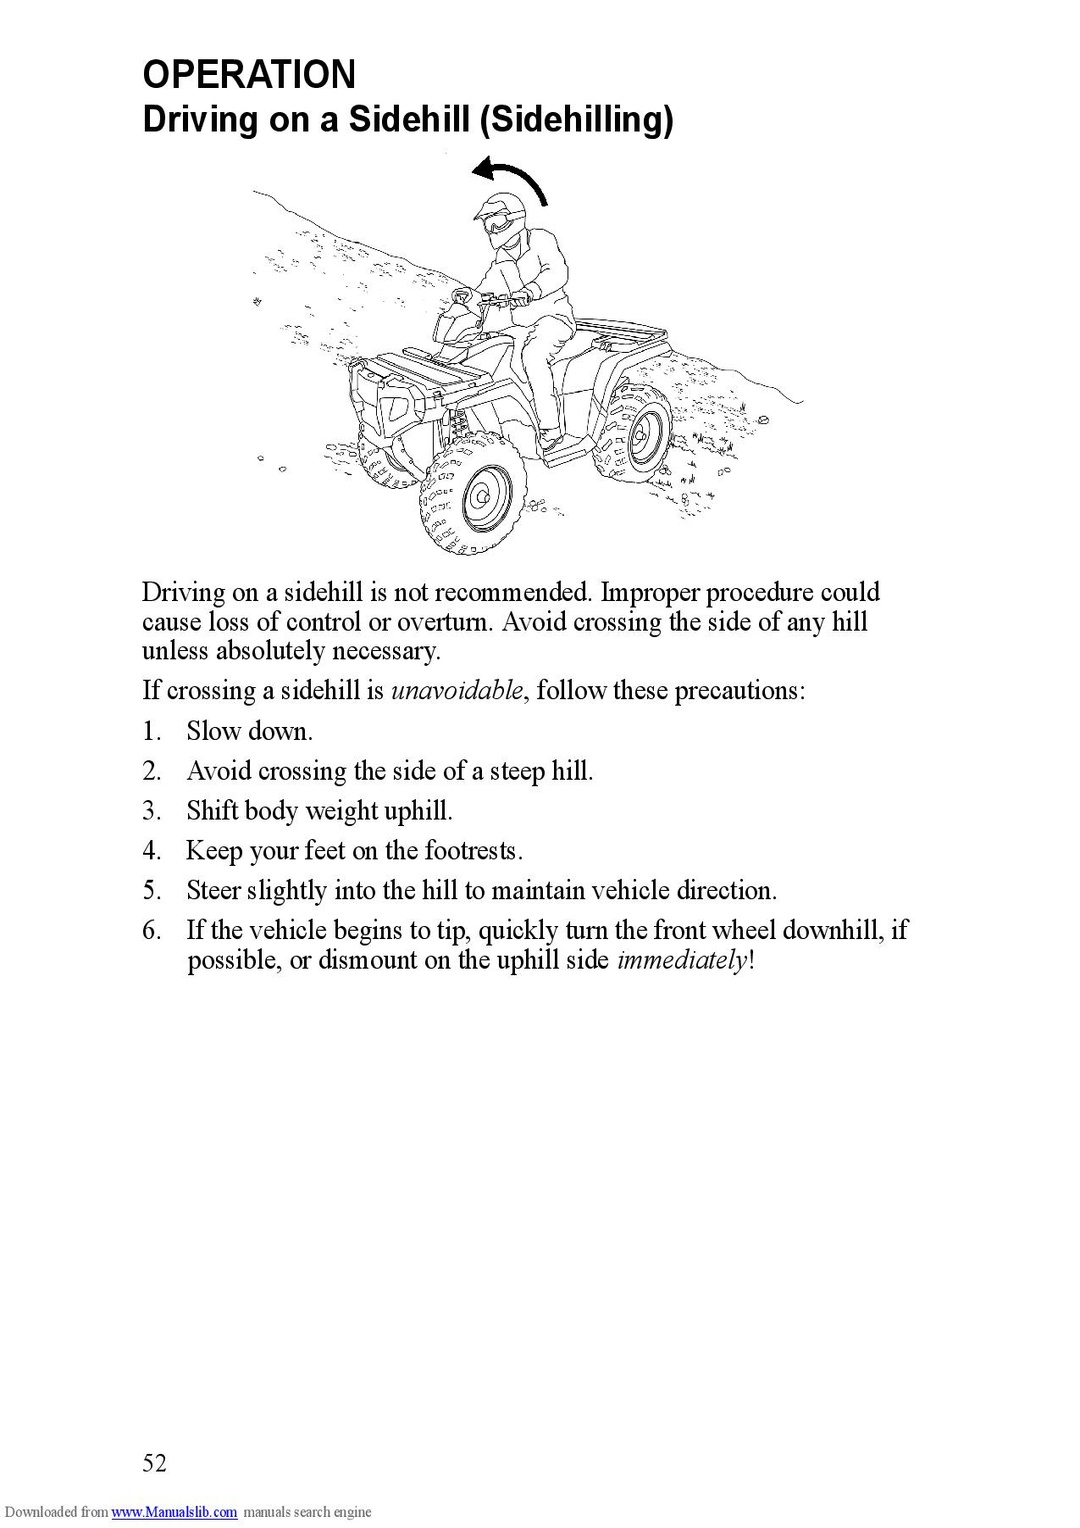 OPERATION
Driving on a Sidehill (Sidehilling)
Driving on a sidehill is not recommended. Improper procedure could
cause loss of control or overturn. Avoid crossing the side of any hill
unless absolutely necessary.
If crossing a sidehill is unavoidable, follow these precautions:
1. Slow down.
2. Avoid crossing the side of a steep hill.
3. Shift body weight uphill.
4. Keep your feet on the footrests.
5. Steer slightly into the hill to maintain vehicle direction.
6. If the vehicle begins to tip, quickly turn the front wheel downhill, if
possible, or dismount on the uphill side immediately!
52
Downloaded from www.Manualslib.com manuals search engine